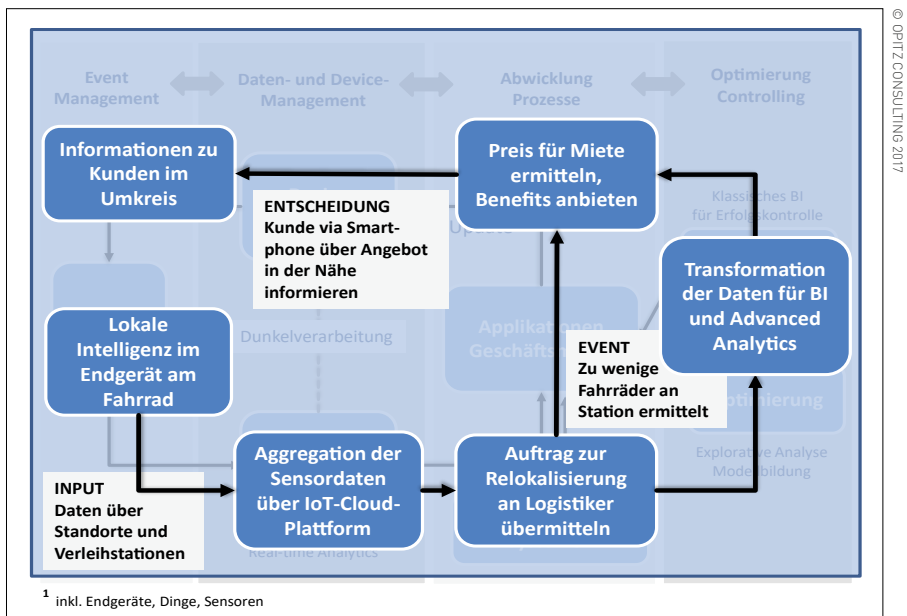 © OPITZ CONSULTING 2017
Event
Management
Daten- und Device-
Management
Abwicklung
Prozesse
Optimierung
Controlling
Informationen zu
Kunden im
Umkreis
Preis für Miete
ermitteln,
Benefits anbieten
Klassisches BI
für Erfolgskontrolle
ENTSCHEIDUNG
Kunde via Smart-
phone über Angebot
in der Nähe
informieren
Update
Transformation
der Daten für BI
und Advanced
Analytics
Lokale
Intelligenz im
Endgerät am
Fahrrad
Dunkelverarbeitung
Applikationen
EVENT
Zu wenige
Fahrräder an
Station ermittelt
Optimierung
Aggregation der
Sensordaten
über IoT-Cloud-
Plattform
Auftrag zur
Relokalisierung
an Logistiker
übermitteln
Explorative Analyse
Modellbildung
INPUT
Daten über
Standorte und
Verleihstationen
Real-time Analytics
1 inkl. Endgeräte, Dinge, Sensoren